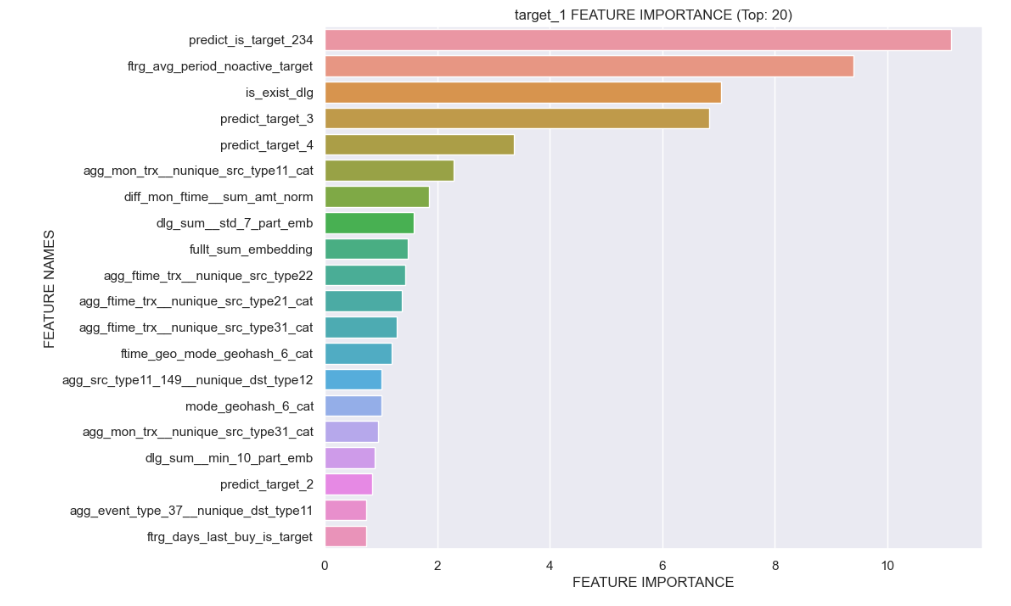 target_1 FEATURE IMPORTANCE (Top: 20)
FEATURE NAMES
predict_is_target_234
ftrg_avg_period_noactive_target
is_exist_dlg
predict_target_3
predict_target_4
agg_mon_trx__nunique_src_type11_cat
diff_mon_ftime__sum_amt_norm
dlg_sum__std_7_part_emb
fullt_sum_embedding
agg_ftime_trx__nunique_src_type22
agg_ftime_trx__nunique_src_type21_cat
agg_ftime_trx__nunique_src_type31_cat
ftime_geo_mode_geohash_6_cat
agg_src_type11_149__nunique_dst_type12
mode_geohash_6_cat
agg_mon_trx__nunique_src_type31_cat
dlg_sum__min_10_part_emb
predict_target_2
agg_event_type_37__nunique_dst_type11
ftrg_days_last_buy_is_target
0 2 4 6 8 10
FEATURE IMPORTANCE